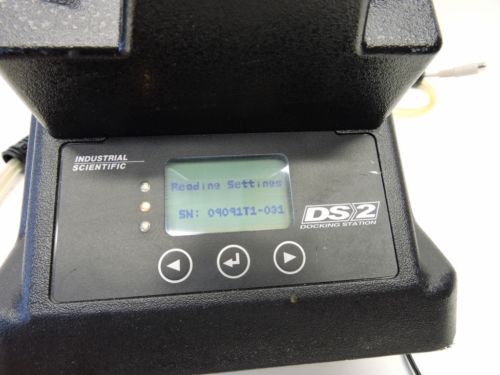 INDUSTRIAL
SCIENTIFIC
Reading Settings
SN: 09091T1-031
DS2
DOCKING STATION